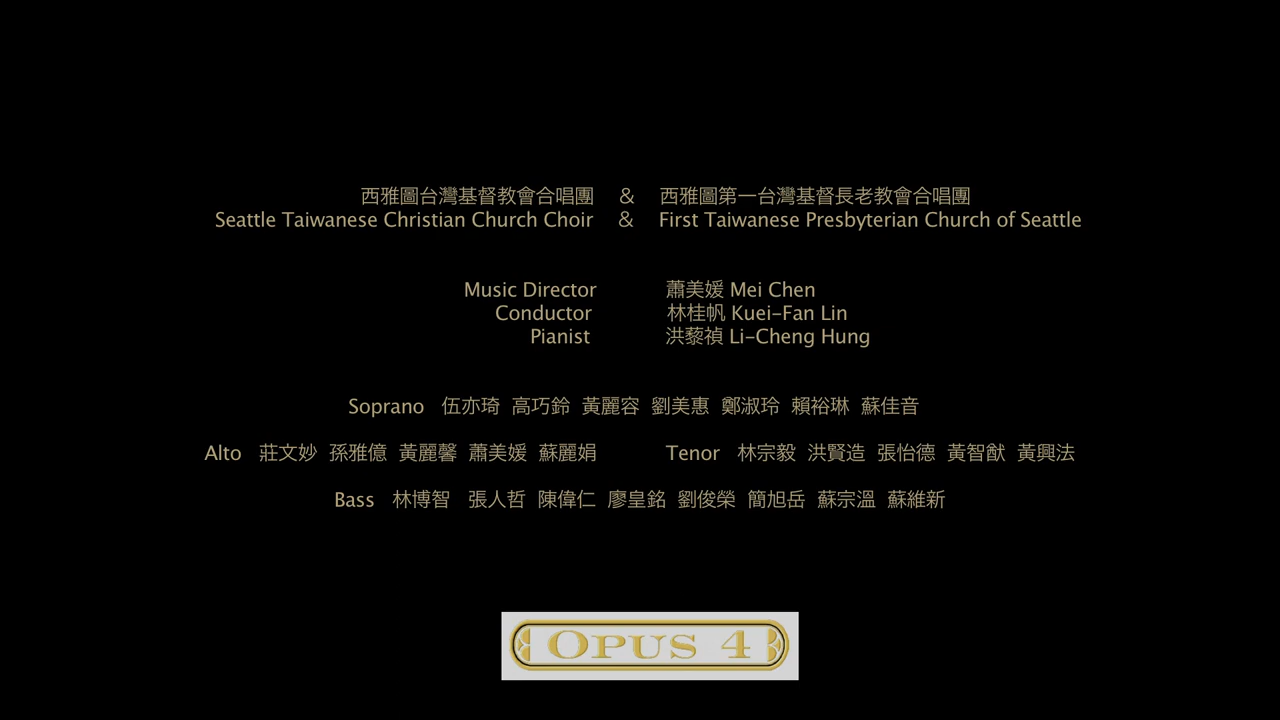 西雅圖台灣基督教會合唱團 & 西雅圖第一台灣基督長老教會合唱團
Seattle Taiwanese Christian Church Choir & First Taiwanese Presbyterian Church of Seattle
Music Director 蕭美媛 Mei Chen
Conductor 林桂帆 Kuei-Fan Lin
Pianist 洪藜禎 Li-Cheng Hung
Soprano 伍亦琦 高巧鈴 黃麗容 劉美惠 鄭淑玲 賴裕琳 蘇佳音
Alto 莊文妙 孫雅億 黃麗馨 蕭美媛 蘇麗娟 Tenor 林宗毅 洪賢造 張怡德 黃智猷 黃興法
Bass 林博智 張人哲 陳偉仁 廖皇銘 劉俊榮 簡旭岳 蘇宗溫 蘇維新
OPUS 4